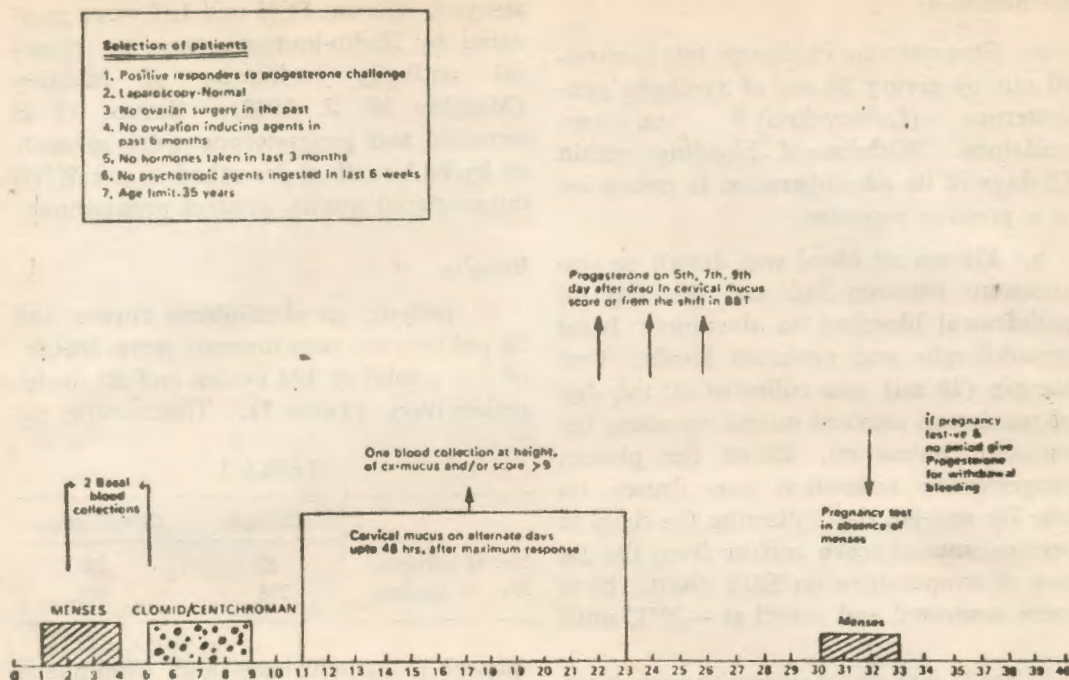 Selection of patients
1. Positive responders to progesterone challenge
2. Laparoscopy-Normal
3. No ovarian surgery in the past
4. No ovulation inducing agents in
past 6 months
5. No hormones taken in last 3 months
6. No psychotropic agents ingested in last 6 weeks
7. Age limit. 35 years
Progesterone on 5th, 7th, 9th
day after drop in cervical mucus
score or from the shift in BBT
One blood collection at height,
of cx-mucus and/or score >9
2 Basal
blood
collections
Cervical mucus on alternate days
upto 48 hrs, after maximum response
if pregnancy
test-ve &
no period give
Progesterone
for withdrawal
bleeding
Pregnancy test
in absence of
menses
MENSES CLOMID/CENTCHROMAN
Menses
0 1 2 3 4 5 6 7 8 9 10 11 12 13 14 15 16 17 18 19 20 21 22 23 24 25 26 27 28 29 30 31 32 33 34 35 36 37 38 39 40